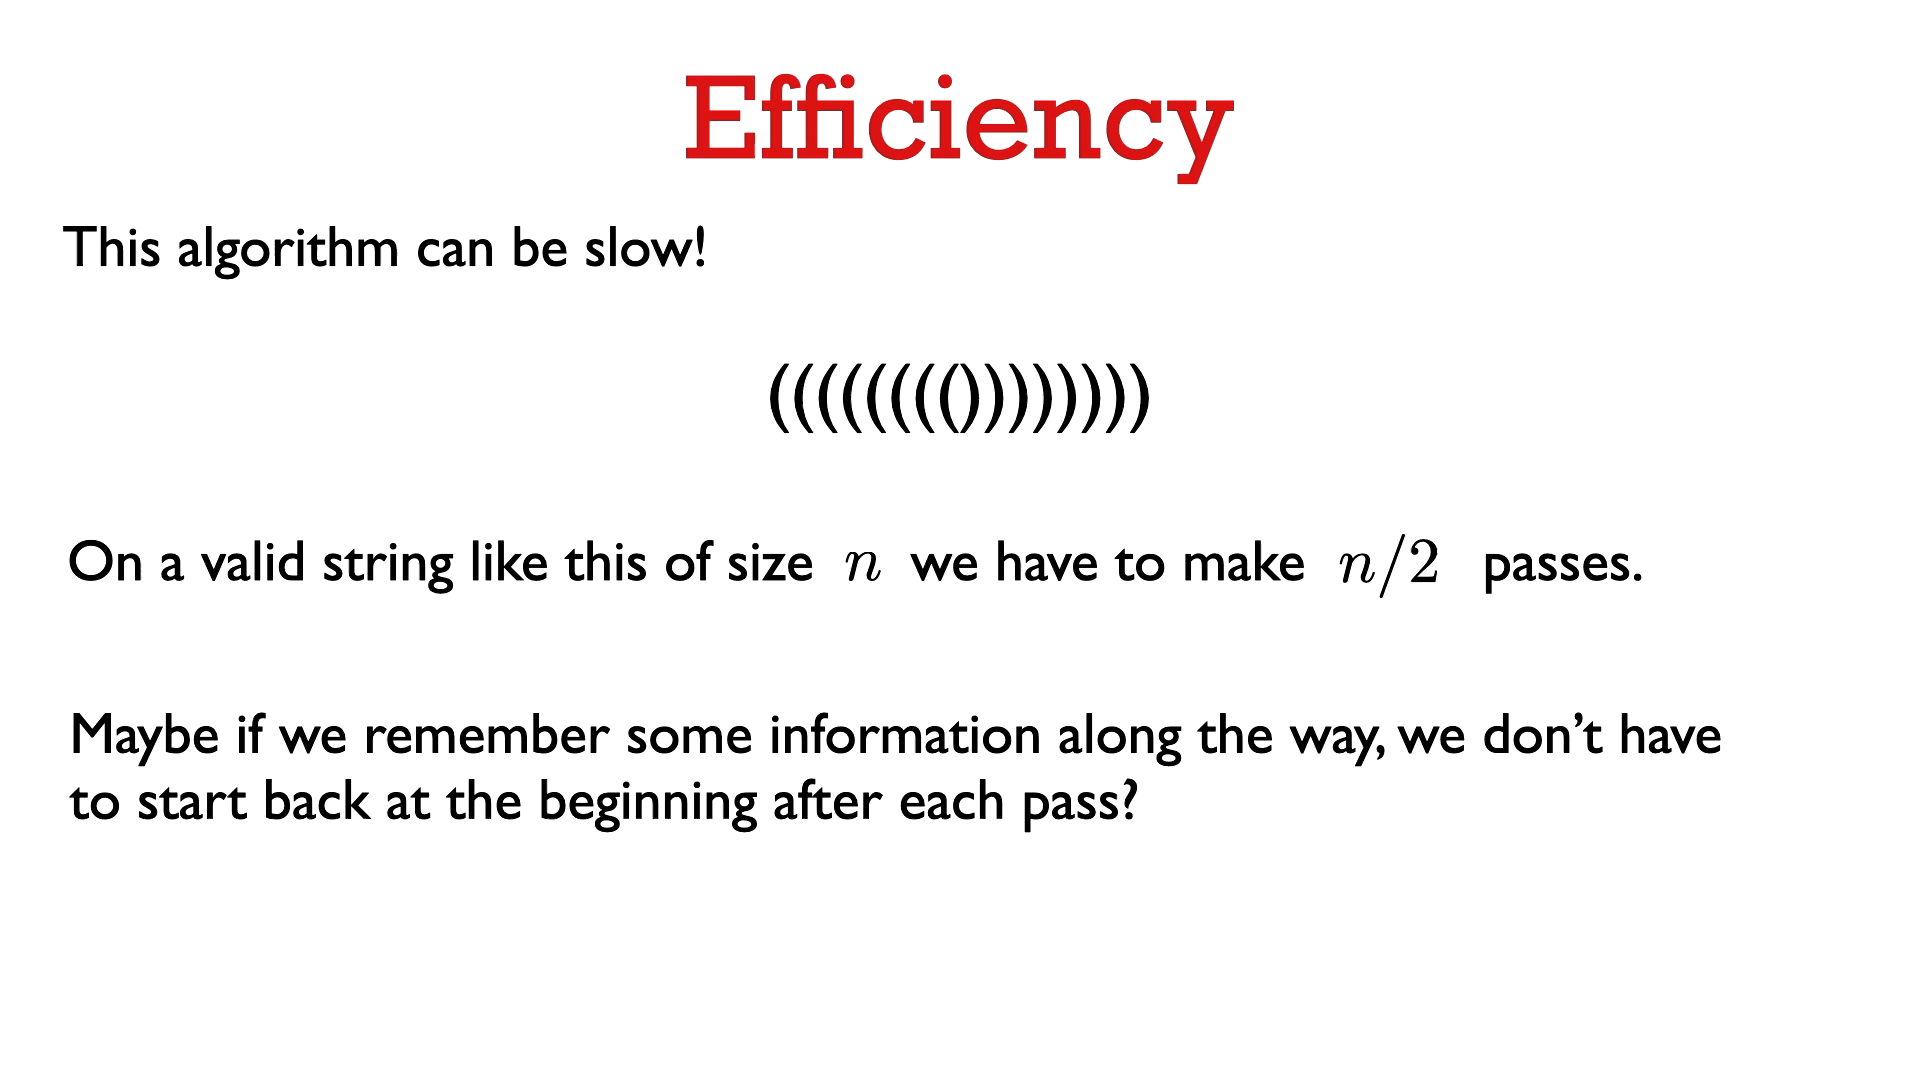 Efficiency
This algorithm can be slow!
(((((((())))))))
On a valid string like this of size n we have to make n/2 passes.
Maybe if we remember some information along the way, we don’t have
to start back at the beginning after each pass?